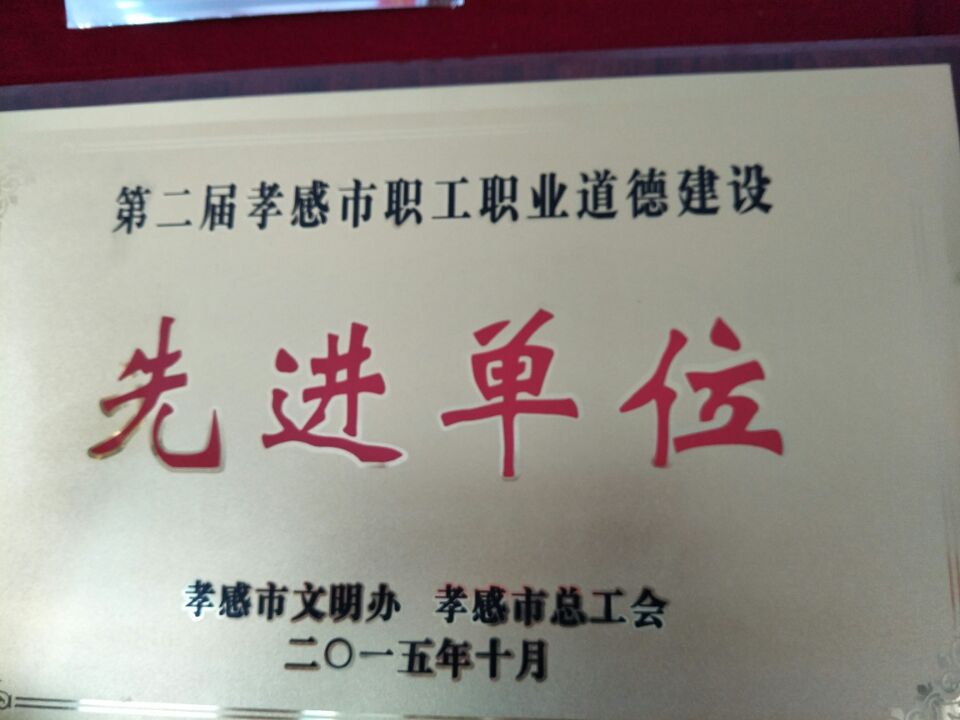 第二届孝感市职工职业道德建设
先进单位
孝感市文明办 孝感市总工会
二〇一五年十月